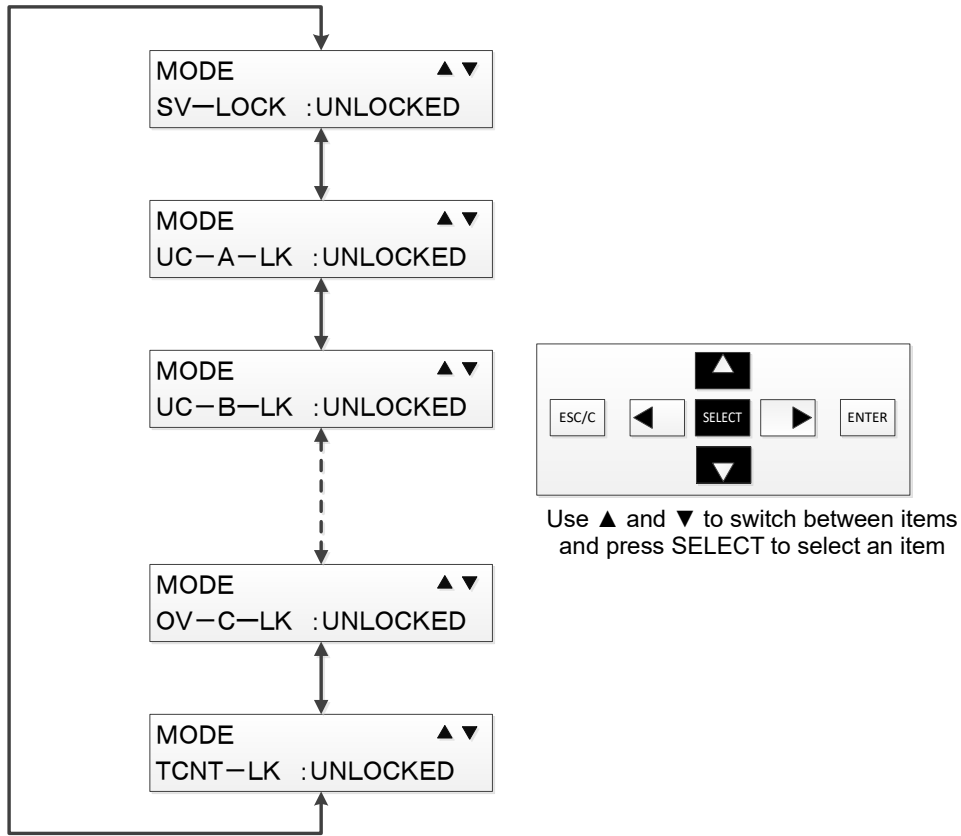 MODE ▲ ▼
SV—LOCK :UNLOCKED
MODE ▲ ▼
UC－A－LK :UNLOCKED
MODE ▲ ▼
UC－B—LK :UNLOCKED
ESC/C ◀ ▲ SELECT ▼ ▶ ENTER
Use ▲ and ▼ to switch between items
and press SELECT to select an item
MODE ▲ ▼
OV－C—LK :UNLOCKED
MODE ▲ ▼
TCNT－LK :UNLOCKED